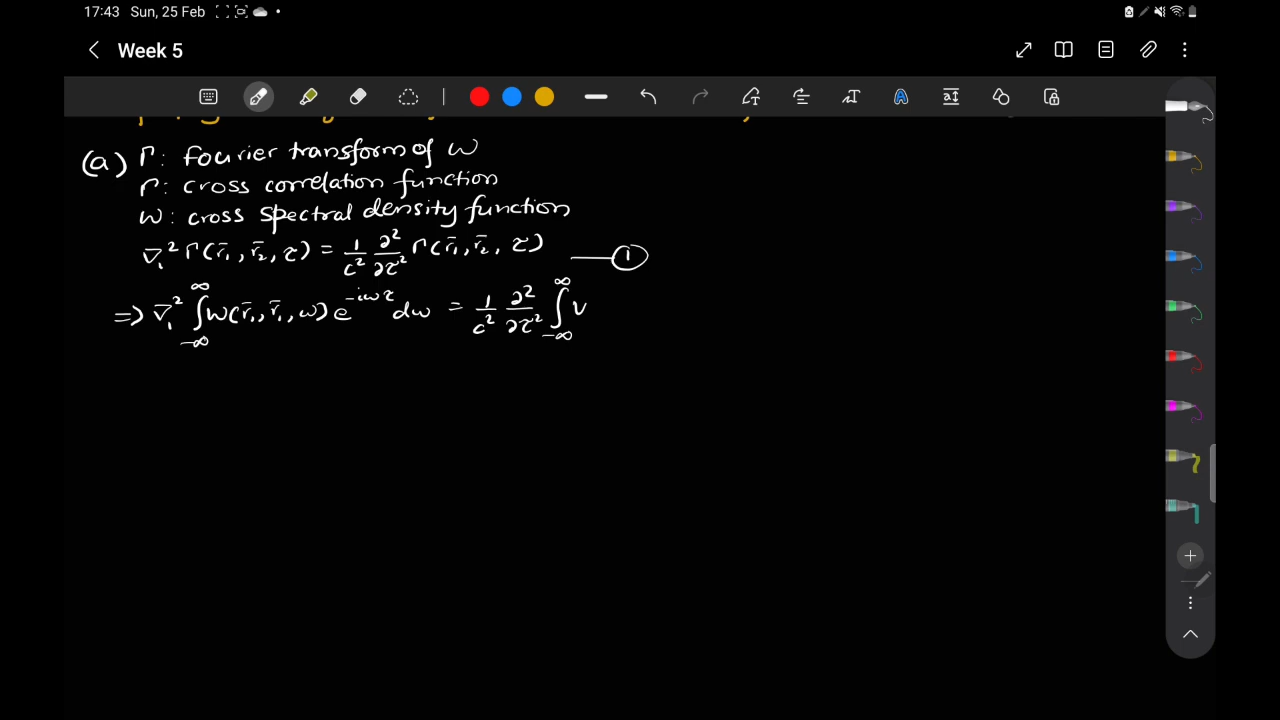 17:43 Sun, 25 Feb
Week 5
(a) Γ: Fourier transform of W
Γ: cross correlation function
W: cross spectral density function
∇₁² Γ(r̄₁, r̄₂, τ) = 1/c² ∂²/∂τ² Γ(r̄₁, r̄₂, τ) —— ①
=> ∇₁² ∫_{-∞}^{∞} W(r̄₁, r̄₁, ω) e^{-iωτ} dω = 1/c² ∂²/∂τ² ∫_{-∞}^{∞} v